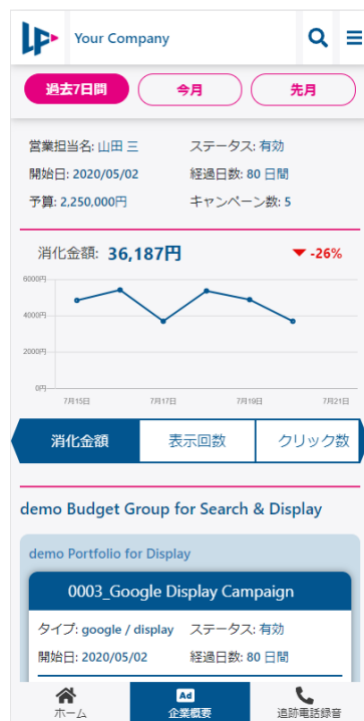 Your Company
過去7日間 今月 先月
営業担当名: 山田 三 ステータス: 有効
開始日: 2020/05/02 経過日数: 80 日間
予算: 2,250,000円 キャンペーン数: 5
消化金額: 36,187円 -26%
6000円
4000円
2000円
0円
7月15日 7月17日 7月19日 7月21日
消化金額 表示回数 クリック数
demo Budget Group for Search & Display
demo Portfolio for Display
0003_Google Display Campaign
タイプ: google / display ステータス: 有効
開始日: 2020/05/02 経過日数: 80 日間
Ad
ホーム 企業概要 追跡電話録音